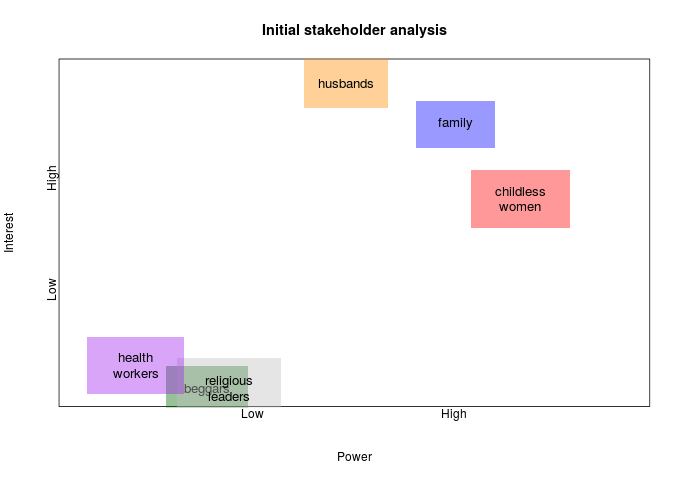 Initial stakeholder analysis
husbands
family
High
childless
women
Interest
Low
health
workers
religious
beggars
leaders
Low
High
Power